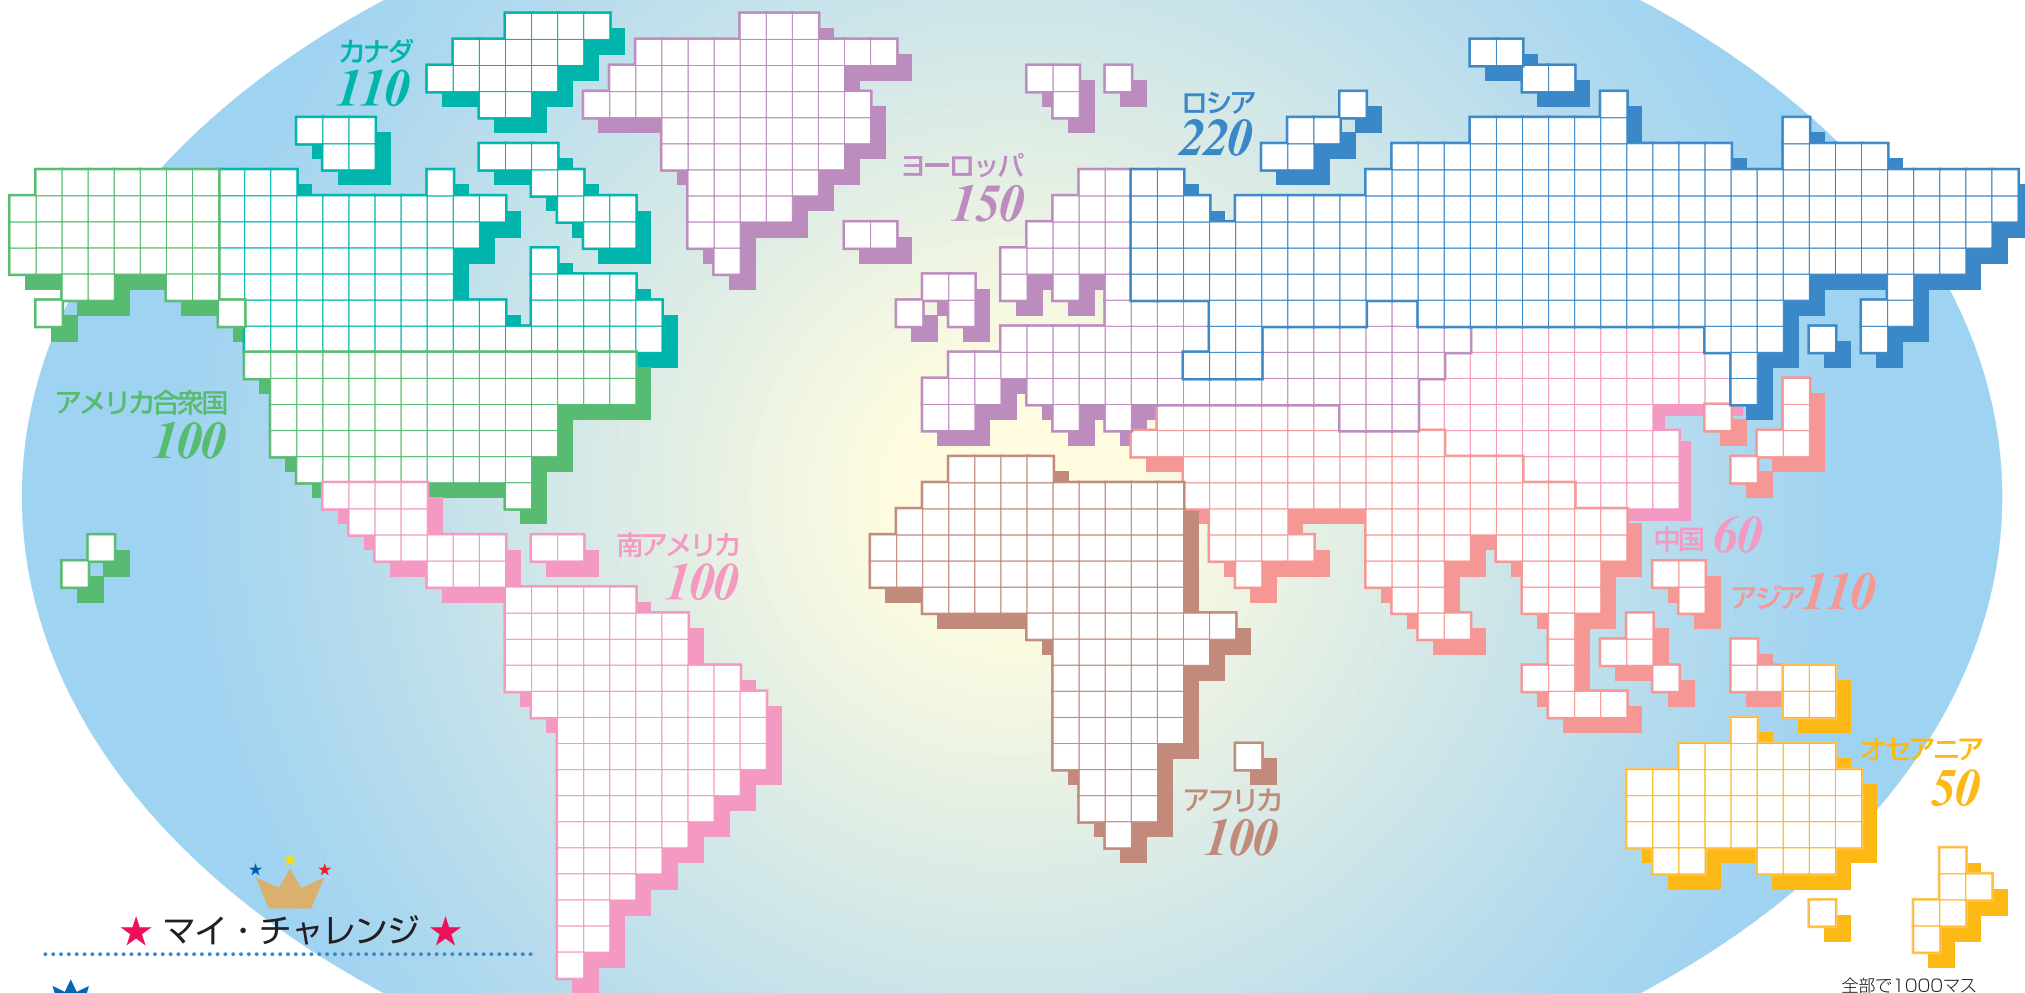 カナダ
110
ロシア
220
ヨーロッパ
150
アメリカ合衆国
100
南アメリカ
100
中国 60
アジア110
オセアニア
50
アフリカ
100
★ マイ・チャレンジ ★
全部で1000マス